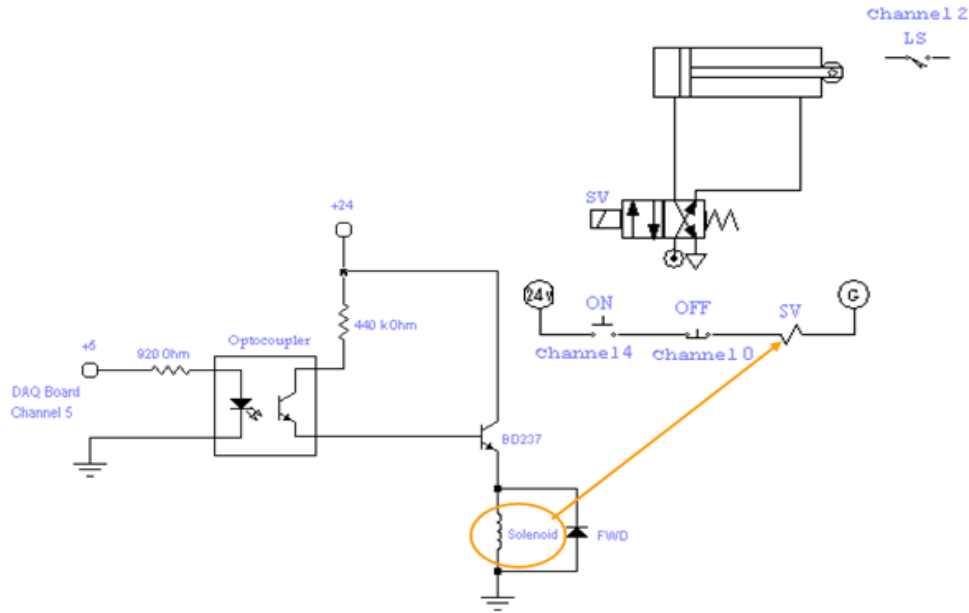 Channel 2
LS
SV
+24
440 kOhm
24v
ON
OFF
SV
G
Channel 4
Channel 0
Optocoupler
+5
920 Ohm
DAQ Board
Channel 5
BD237
Solenoid
FWD